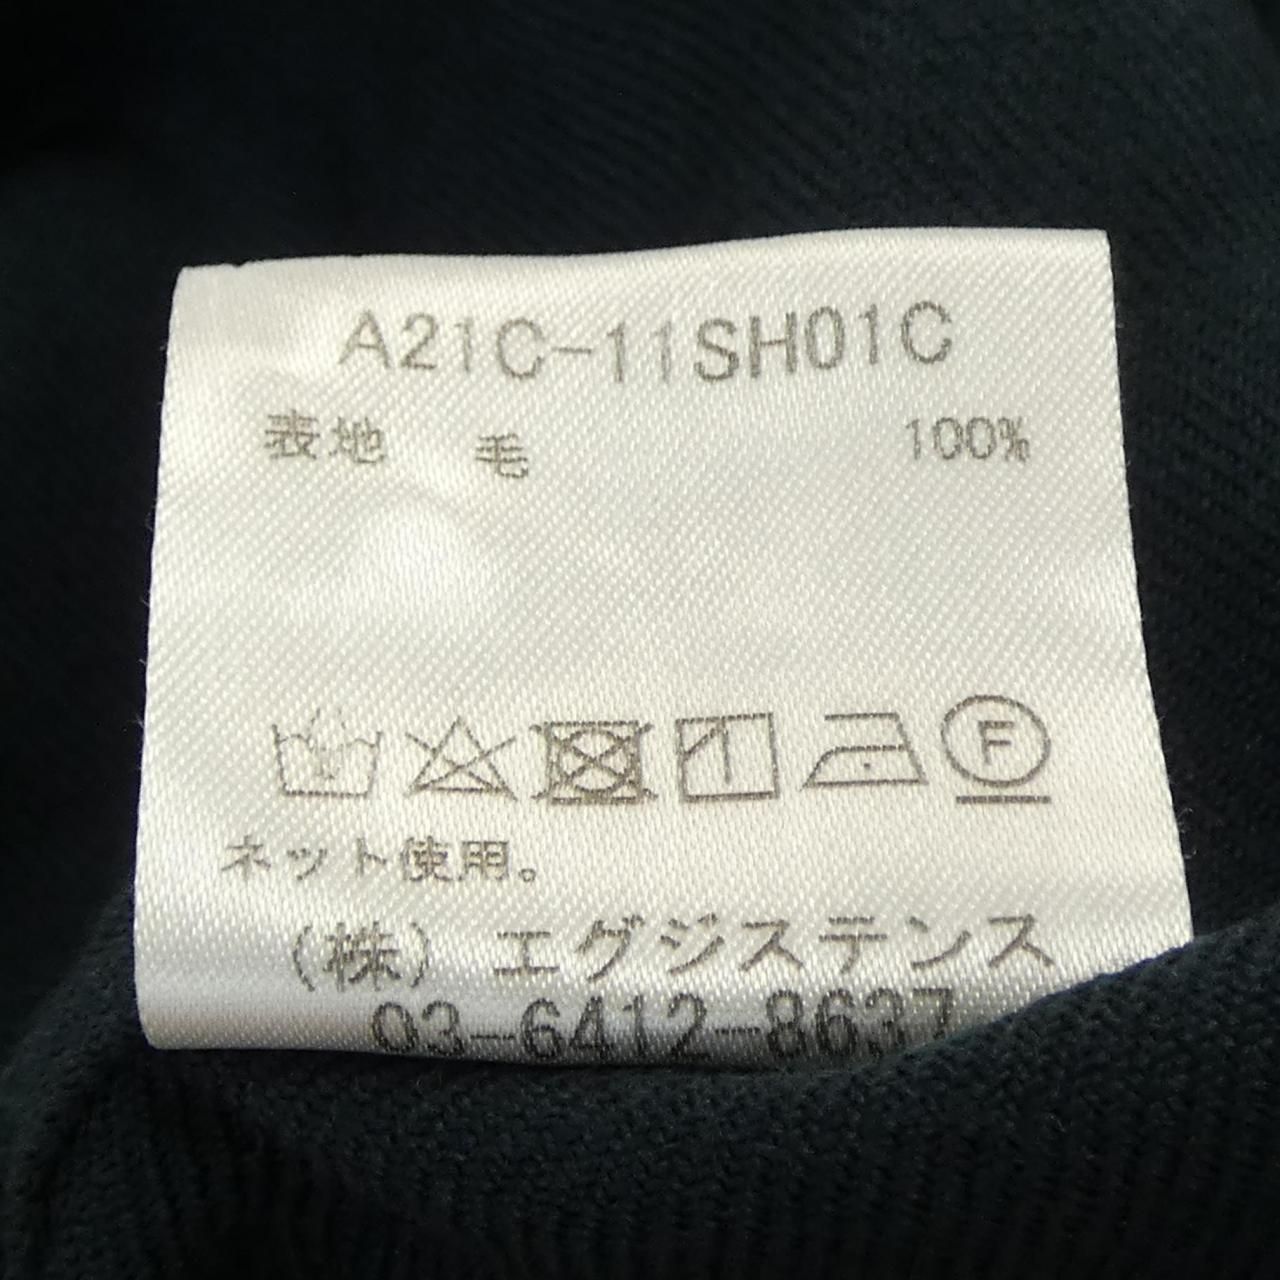 A21C-11SH01C
表地 毛 100%
F
ネット使用。
(株) エグジステンス
03-6412-8637